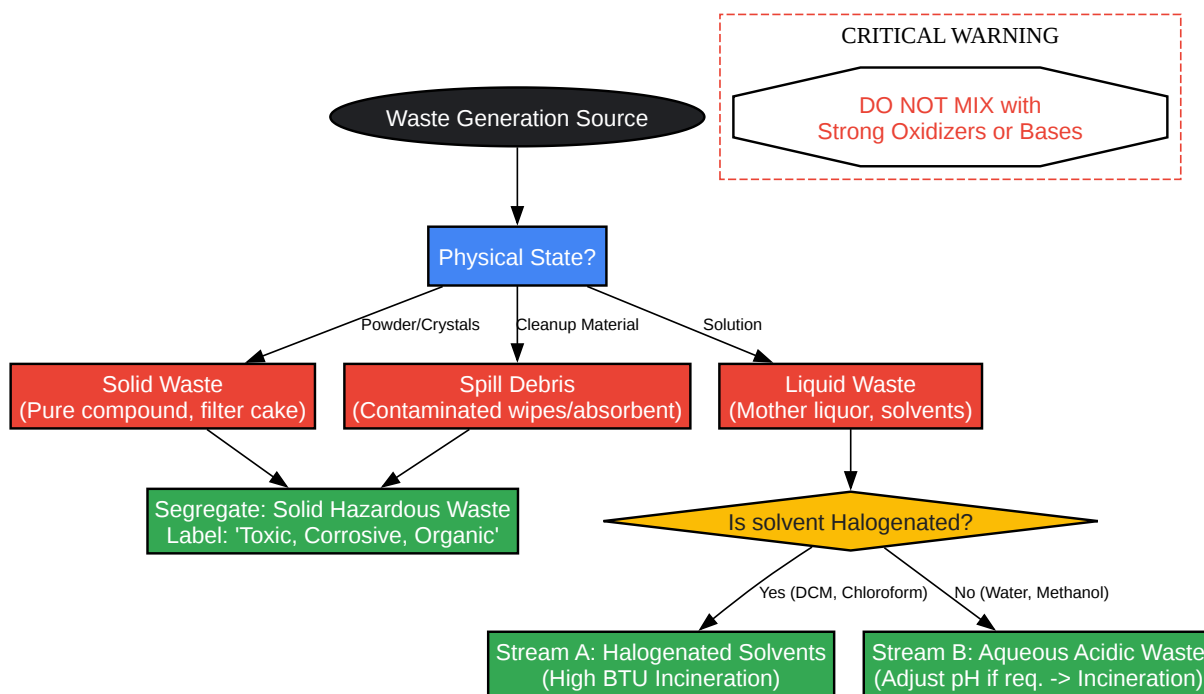 CRITICAL WARNING
DO NOT MIX with
Strong Oxidizers or Bases
Waste Generation Source
Physical State?
Powder/Crystals
Cleanup Material
Solution
Solid Waste
(Pure compound, filter cake)
Spill Debris
(Contaminated wipes/absorbent)
Liquid Waste
(Mother liquor, solvents)
Segregate: Solid Hazardous Waste
Label: 'Toxic, Corrosive, Organic'
Is solvent Halogenated?
Yes (DCM, Chloroform)
No (Water, Methanol)
Stream A: Halogenated Solvents
(High BTU Incineration)
Stream B: Aqueous Acidic Waste
(Adjust pH if req. -> Incineration)